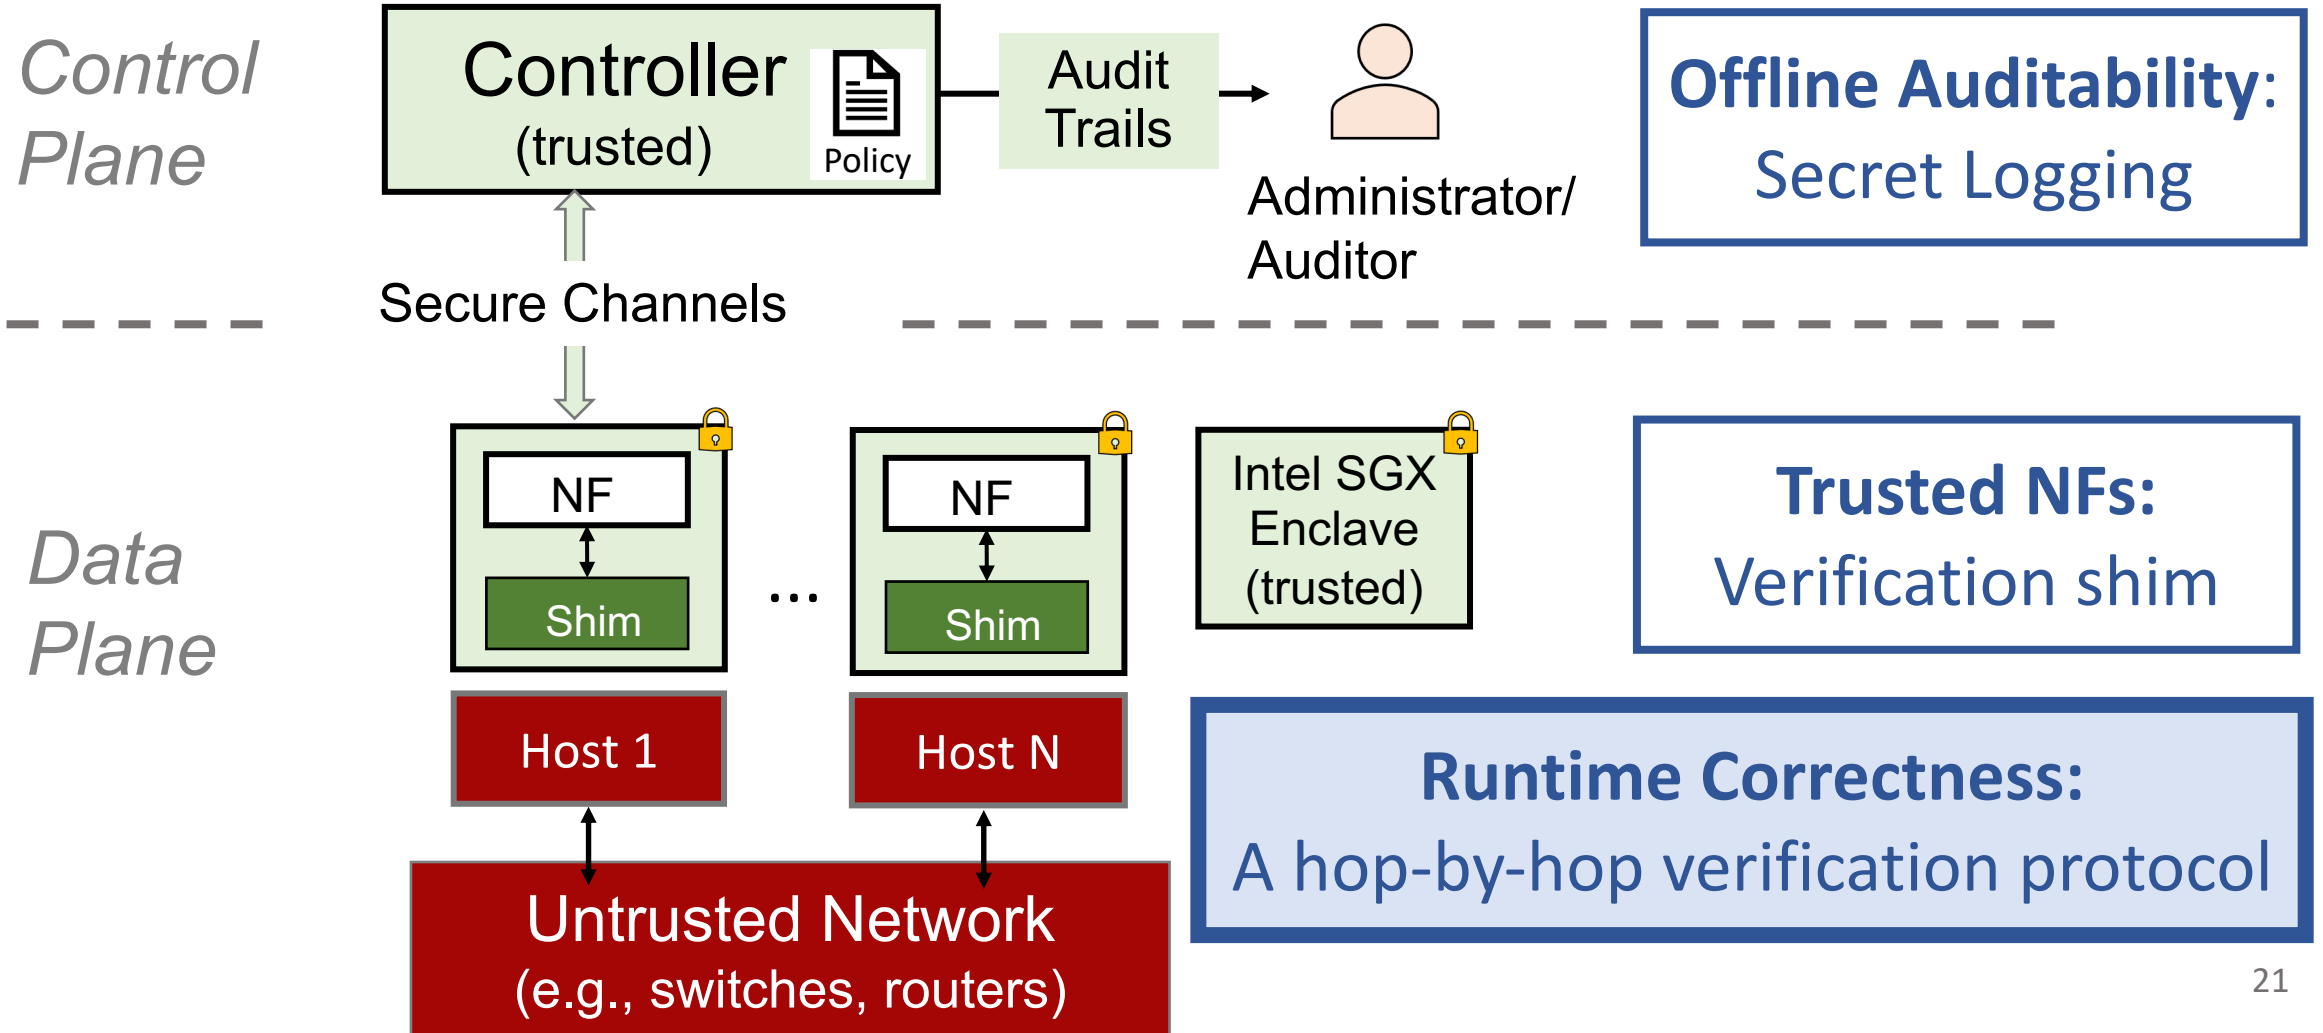 Control
Plane
Controller
(trusted)
Policy
Audit
Trails
Administrator/
Auditor
Offline Auditability:
Secret Logging
Secure Channels
Data
Plane
NF
Shim
...
NF
Shim
Intel SGX
Enclave
(trusted)
Trusted NFs:
Verification shim
Host 1
Host N
Runtime Correctness:
A hop-by-hop verification protocol
Untrusted Network
(e.g., switches, routers)
21